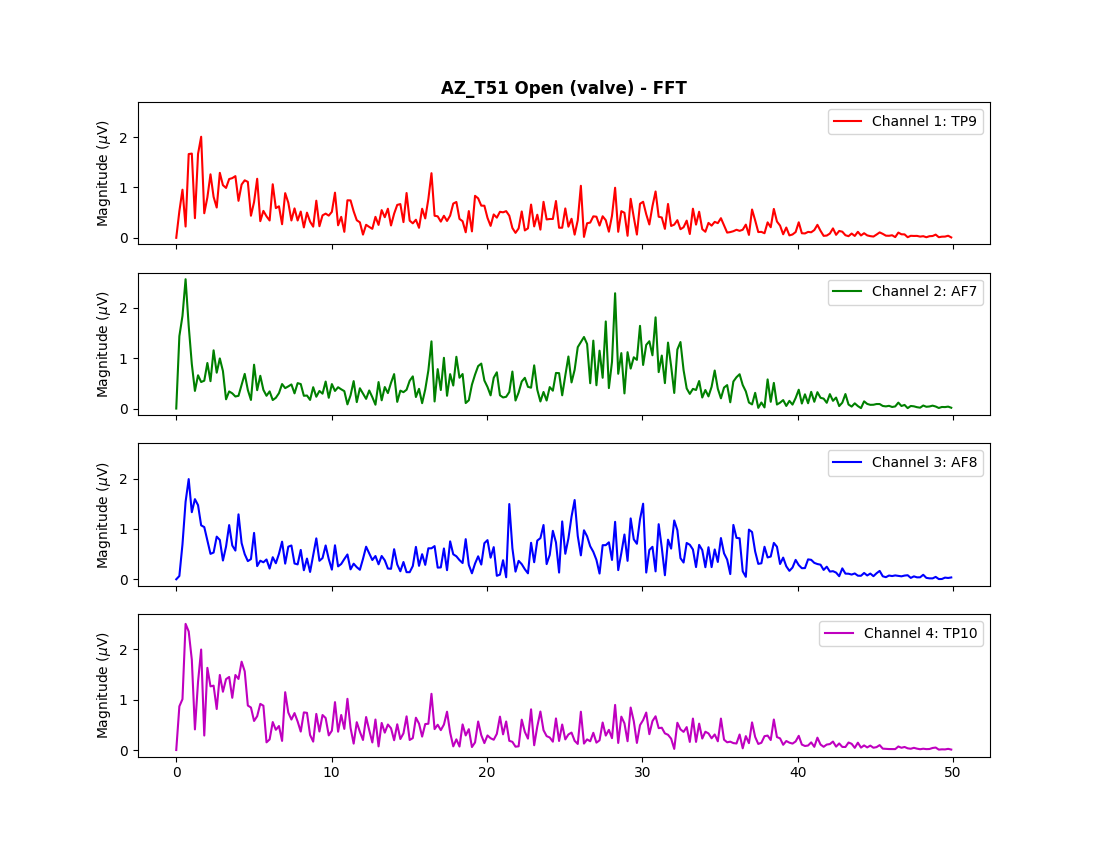 AZ_T51 Open (valve) - FFT
Magnitude (μV)
2
1
0
Channel 1: TP9
Magnitude (μV)
2
1
0
Channel 2: AF7
Magnitude (μV)
2
1
0
Channel 3: AF8
Magnitude (μV)
2
1
0
Channel 4: TP10
0 10 20 30 40 50